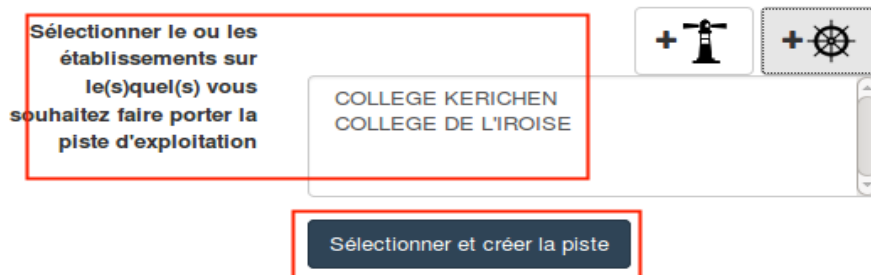 Sélectionner le ou les
établissements sur
le(s)quel(s) vous
souhaitez faire porter la
piste d'exploitation
+
+
COLLEGE KERICHEN
COLLEGE DE L'IROISE
Sélectionner et créer la piste